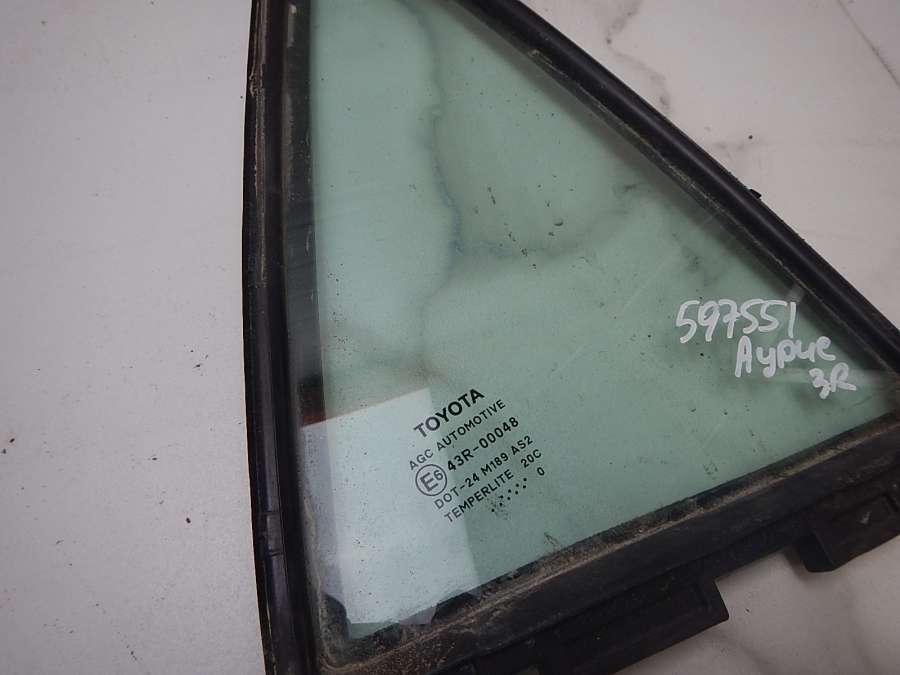 597551
Аурис
3R
TOYOTA
AGC AUTOMOTIVE
E6 43R-00048
DOT-24 M189 AS2
TEMPERLITE 20C
0